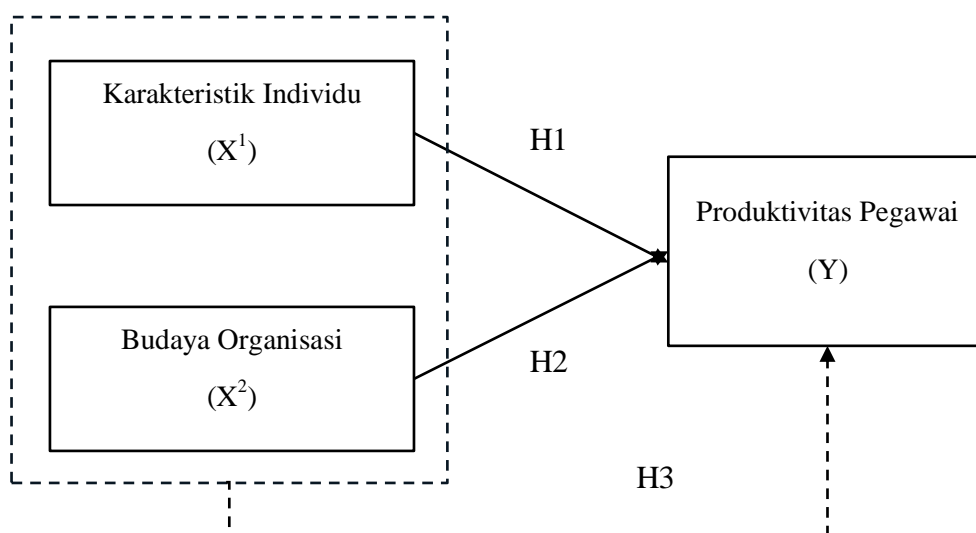 Karakteristik Individu
(X¹)
H1
Produktivitas Pegawai
(Y)
Budaya Organisasi
(X²)
H2
H3